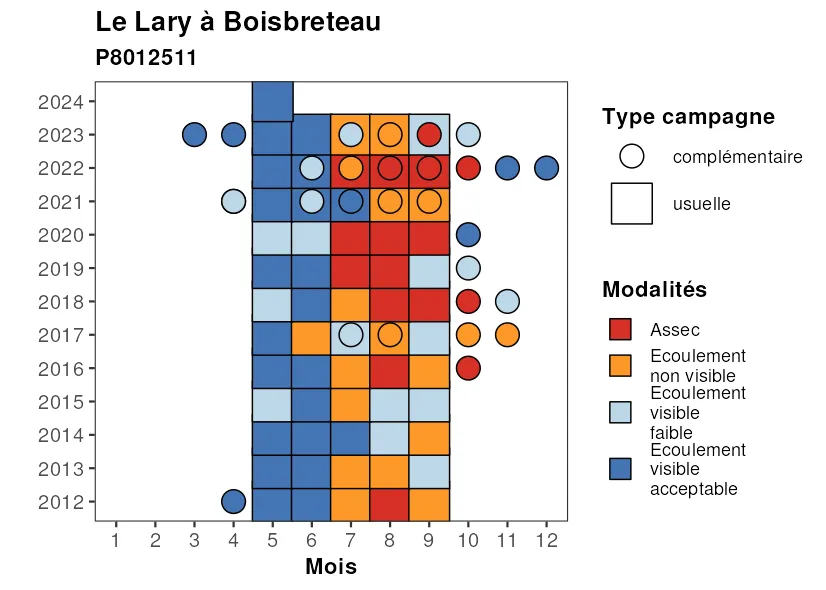 Le Lary à Boisbreteau
P8012511
2024
2023
2022
2021
2020
2019
2018
2017
2016
2015
2014
2013
2012
1 2 3 4 5 6 7 8 9 10 11 12
Mois
Type campagne
complémentaire
usuelle
Modalités
Assec
Ecoulement
non visible
Ecoulement
visible
faible
Ecoulement
visible
acceptable